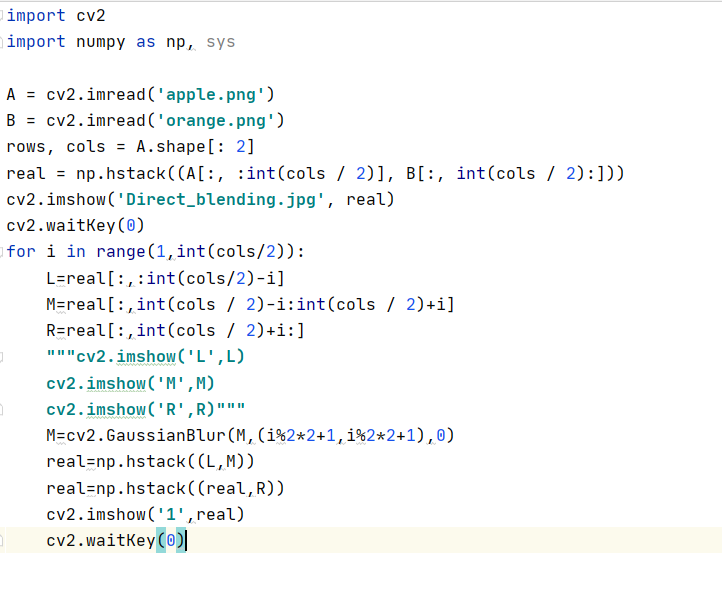 import cv2
import numpy as np, sys
A = cv2.imread('apple.png')
B = cv2.imread('orange.png')
rows, cols = A.shape[: 2]
real = np.hstack((A[:, :int(cols / 2)], B[:, int(cols / 2):]))
cv2.imshow('Direct_blending.jpg', real)
cv2.waitKey(0)
for i in range(1,int(cols/2)):
    L=real[:,:int(cols/2)-i]
    M=real[:,int(cols / 2)-i:int(cols / 2)+i]
    R=real[:,int(cols / 2)+i:]
    """cv2.imshow('L',L)
    cv2.imshow('M',M)
    cv2.imshow('R',R)"""
    M=cv2.GaussianBlur(M,(i%2*2+1,i%2*2+1),0)
    real=np.hstack((L,M))
    real=np.hstack((real,R))
    cv2.imshow('1',real)
    cv2.waitKey(0)